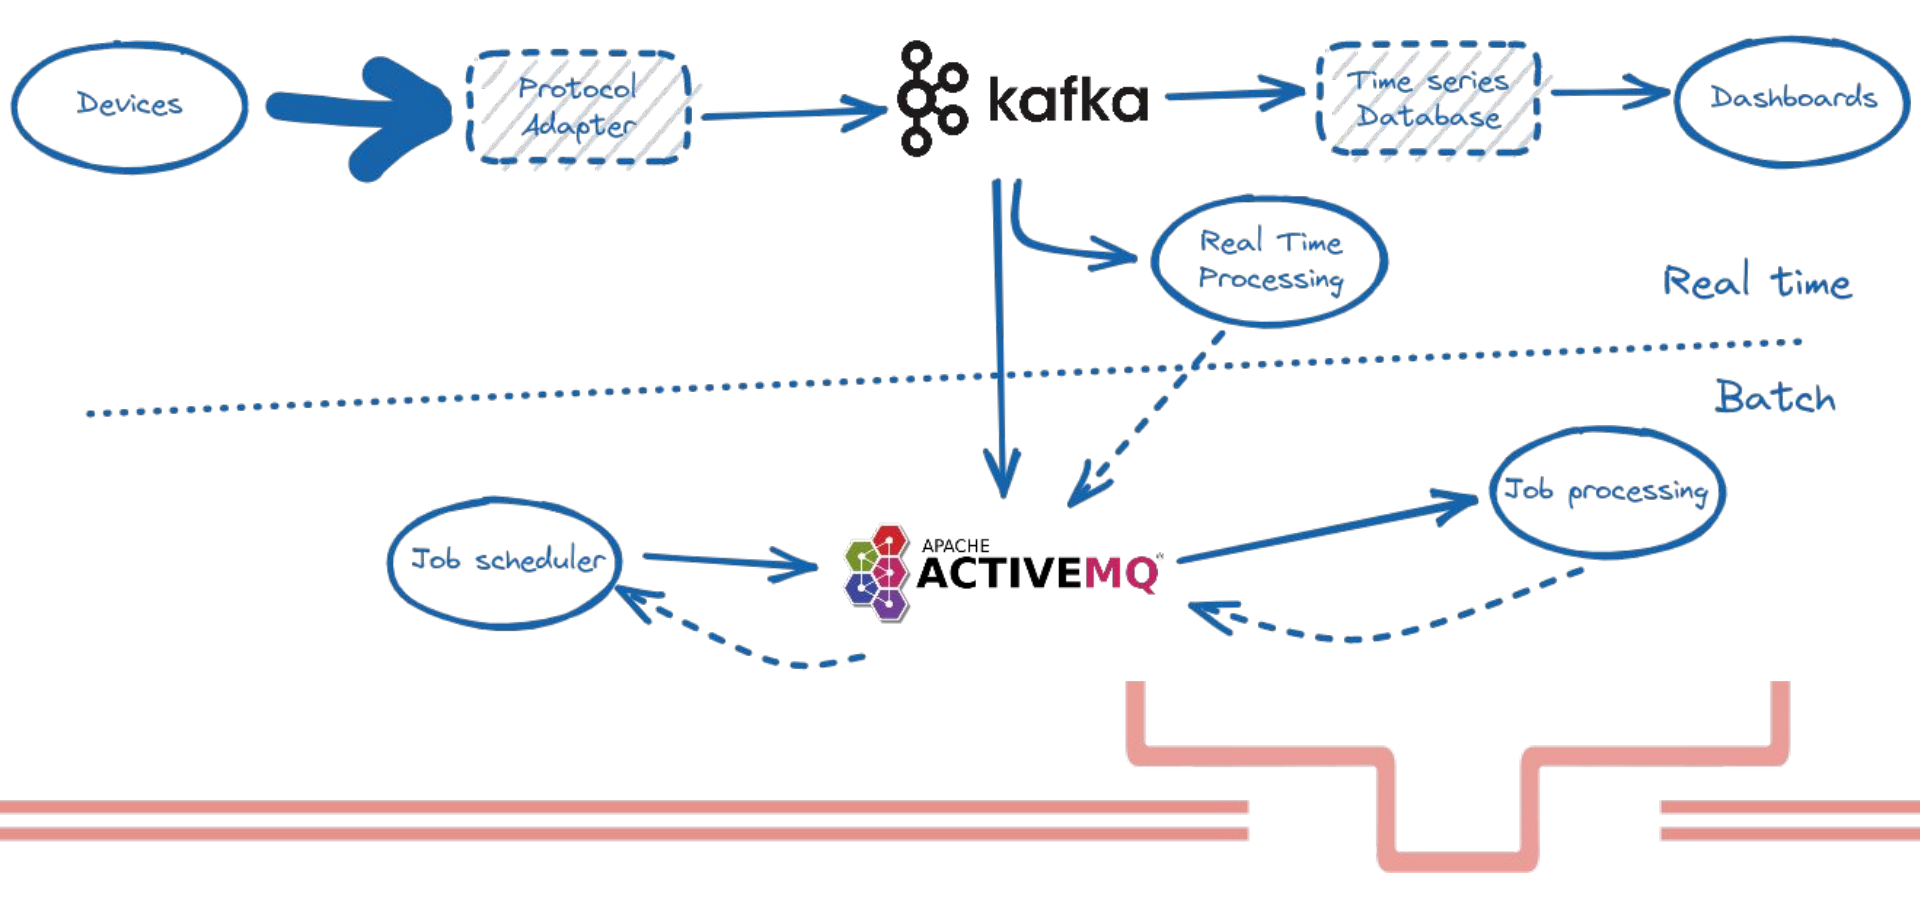 Devices
Protocol
Adapter
kafka
Time series
Database
Dashboards
Real Time
Processing
Real time
Batch
Job processing
Job scheduler
APACHE
ACTIVEMQ